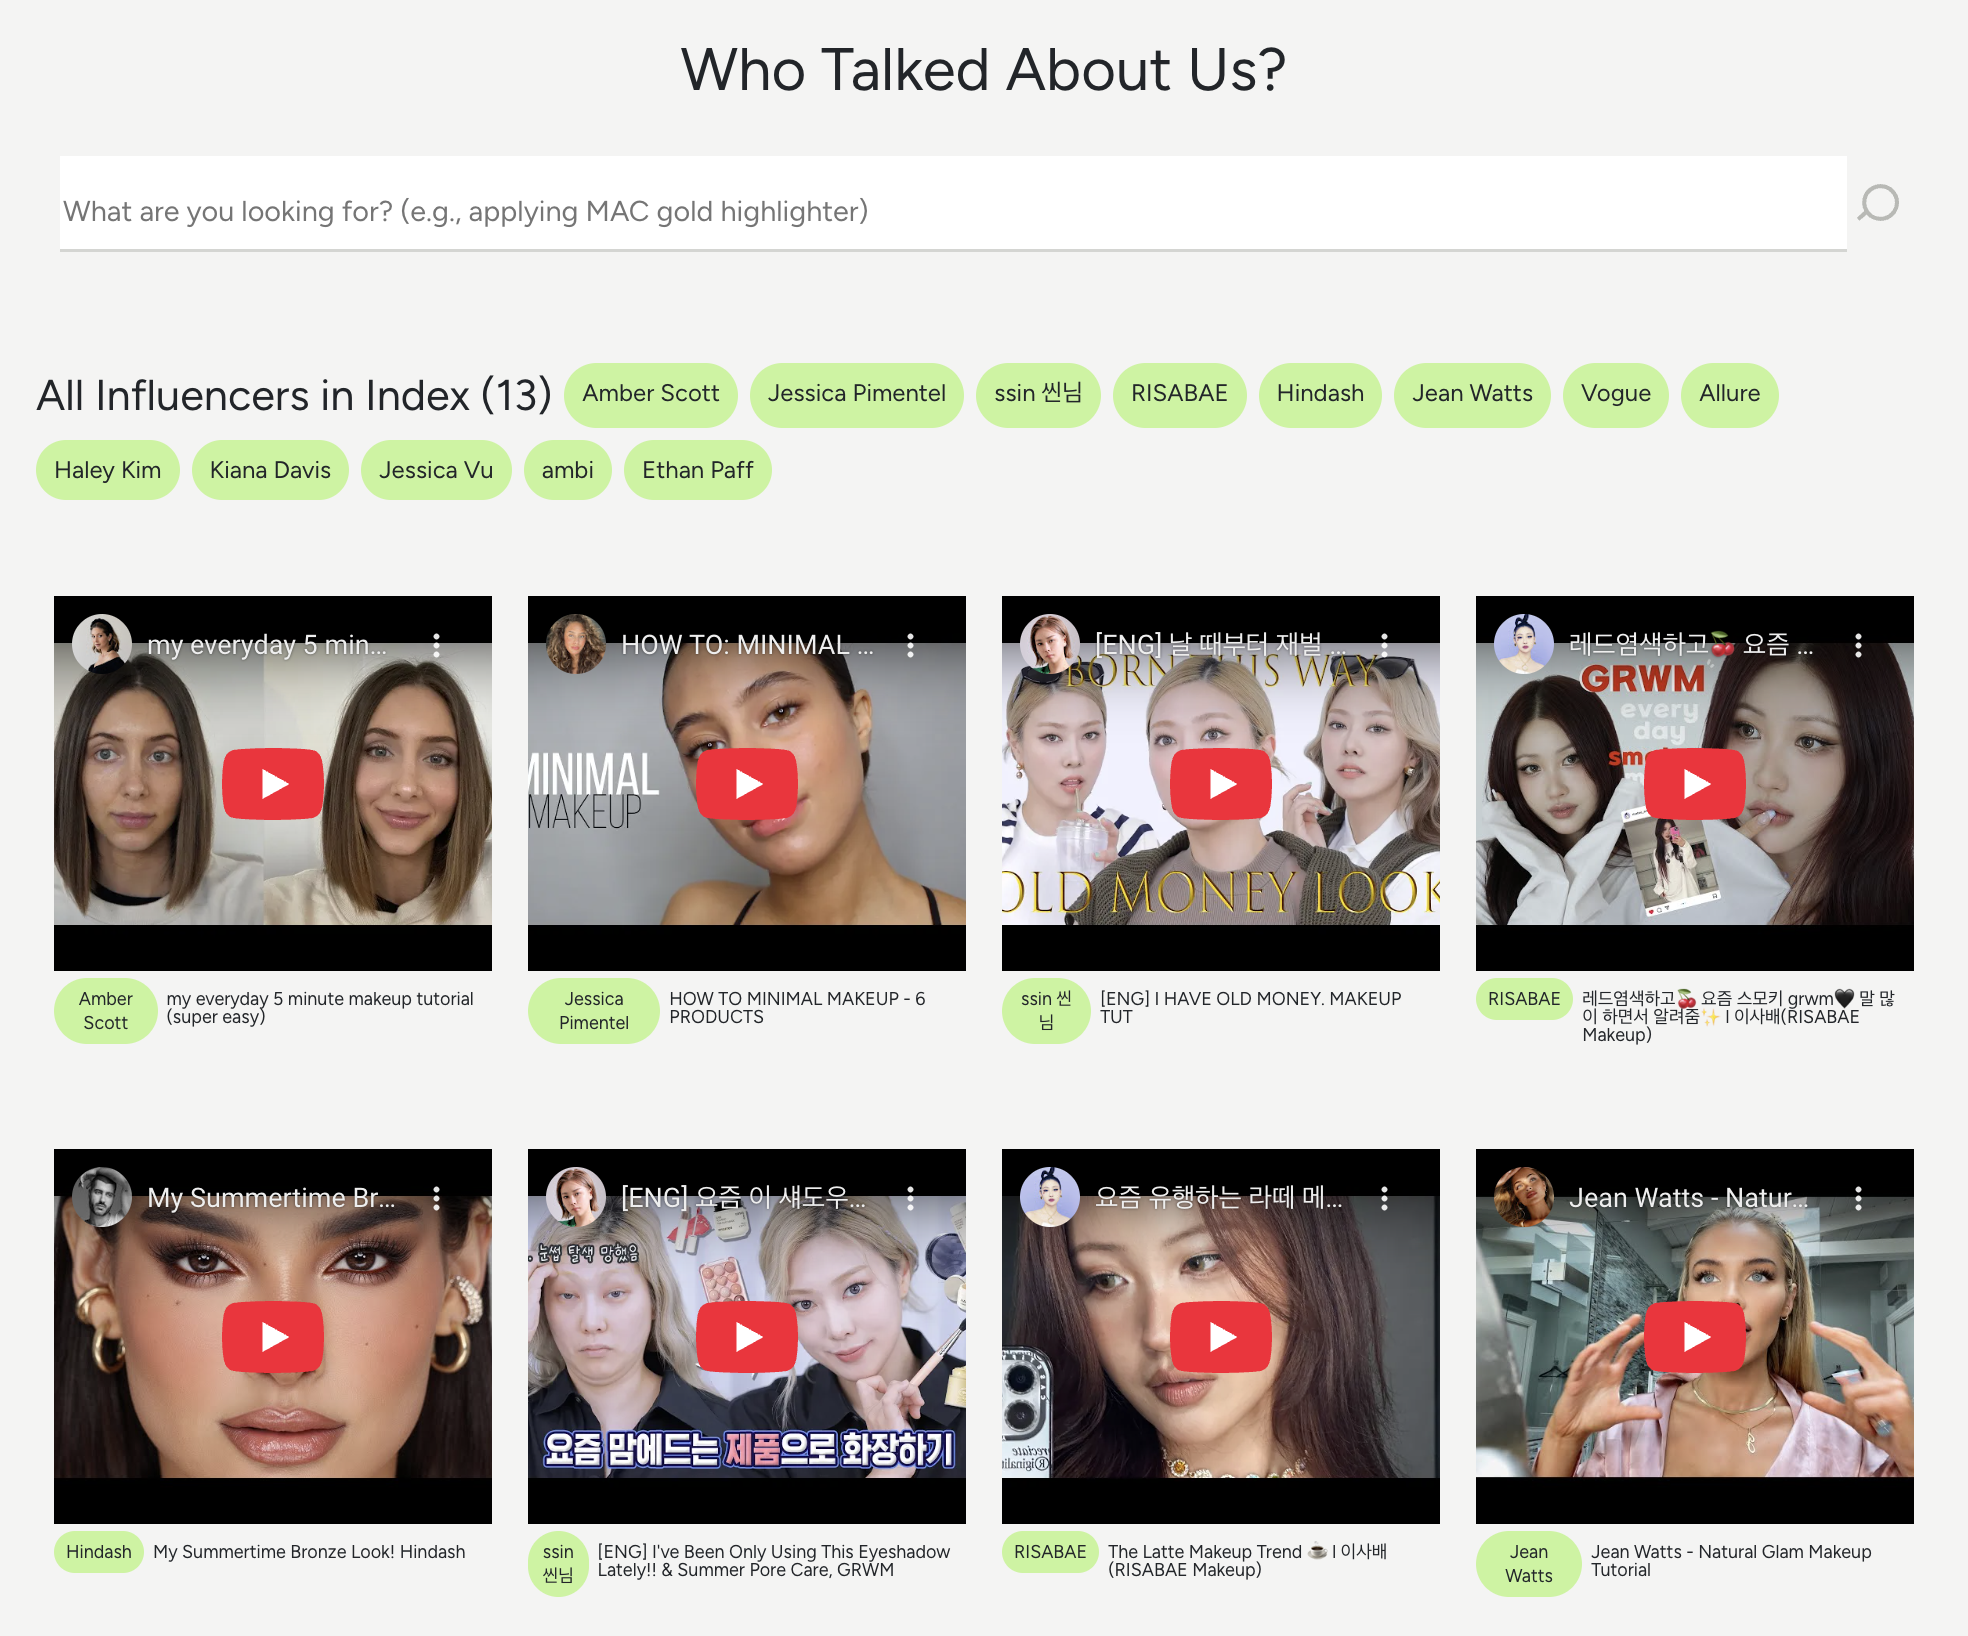 Who Talked About Us?
What are you looking for? (e.g., applying MAC gold highlighter)
All Influencers in Index (13)
Amber Scott
Jessica Pimentel
ssin 씬님
RISABAE
Hindash
Jean Watts
Vogue
Allure
Haley Kim
Kiana Davis
Jessica Vu
ambi
Ethan Paff
my everyday 5 min...
Amber
Scott
my everyday 5 minute makeup tutorial
(super easy)
HOW TO: MINIMAL ...
MINIMAL
MAKEUP
Jessica
Pimentel
HOW TO MINIMAL MAKEUP - 6
PRODUCTS
[ENG] 날 때부터 재벌 ...
BORN THIS WAY
OLD MONEY LOOK
ssin 씬
님
[ENG] I HAVE OLD MONEY. MAKEUP
TUT
레드염색하고🍒 요즘 ...
GRWM
every
day
RISABAE
레드염색하고🍒 요즘 스모키 grwm🖤 말 많
이 하면서 알려줌✨ I 이사배(RISABAE
Makeup)
My Summertime Br...
Hindash
My Summertime Bronze Look! Hindash
[ENG] 요즘 이 섀도우...
눈썹 탈색 망했음
요즘 맘에드는 제품으로 화장하기
ssin
씬님
[ENG] I've Been Only Using This Eyeshadow
Lately!! & Summer Pore Care, GRWM
요즘 유행하는 라떼 메...
RISABAE
The Latte Makeup Trend ☕ I 이사배
(RISABAE Makeup)
Jean Watts - Natur...
Jean
Watts
Jean Watts - Natural Glam Makeup
Tutorial